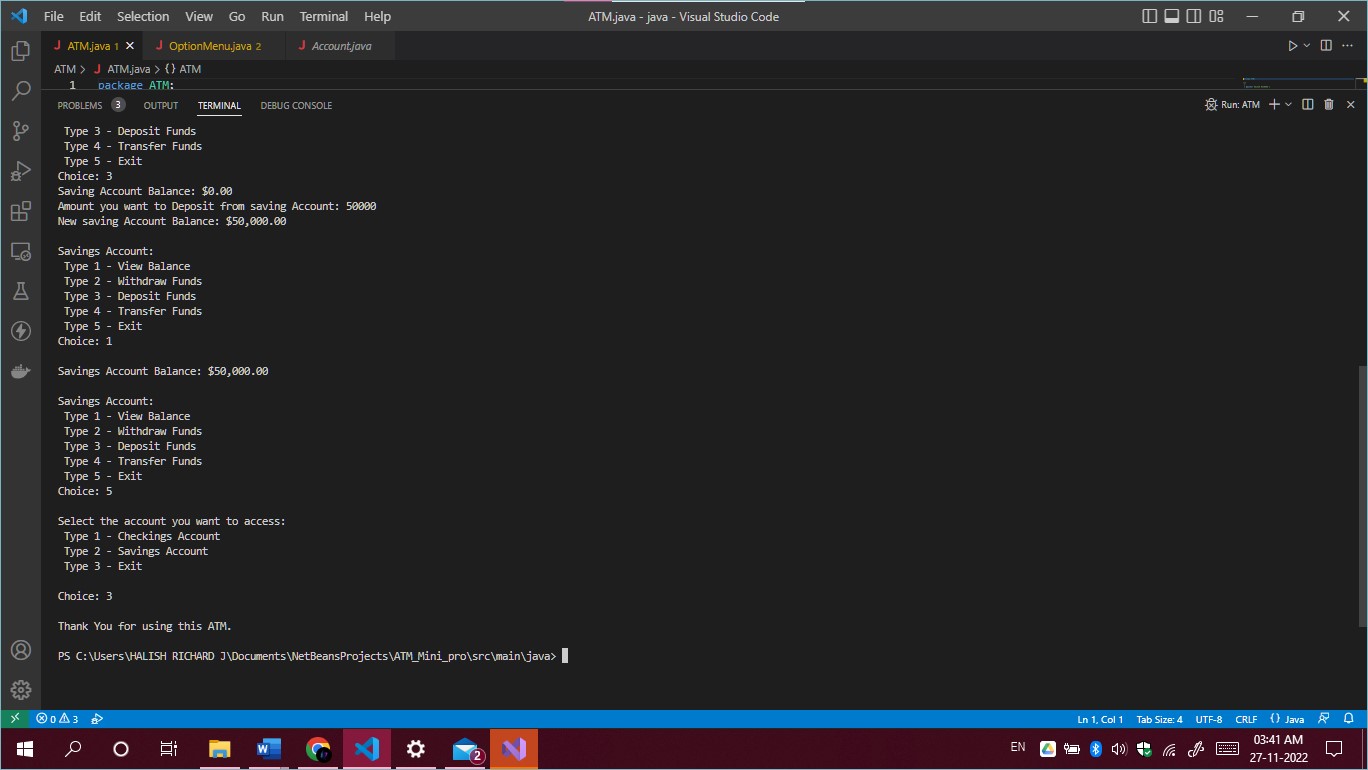 File Edit Selection View Go Run Terminal Help ATM.java - java - Visual Studio Code
ATM.java 1 OptionMenu.java 2 Account.java
ATM > ATM.java > {} ATM
1 package ATM;
PROBLEMS 3 OUTPUT TERMINAL DEBUG CONSOLE Run: ATM
Type 3 - Deposit Funds
Type 4 - Transfer Funds
Type 5 - Exit
Choice: 3
Saving Account Balance: $0.00
Amount you want to Deposit from saving Account: 50000
New saving Account Balance: $50,000.00
Savings Account:
Type 1 - View Balance
Type 2 - Withdraw Funds
Type 3 - Deposit Funds
Type 4 - Transfer Funds
Type 5 - Exit
Choice: 1
Savings Account Balance: $50,000.00
Savings Account:
Type 1 - View Balance
Type 2 - Withdraw Funds
Type 3 - Deposit Funds
Type 4 - Transfer Funds
Type 5 - Exit
Choice: 5
Select the account you want to access:
Type 1 - Checkings Account
Type 2 - Savings Account
Type 3 - Exit
Choice: 3
Thank You for using this ATM.
PS C:\Users\HALISH RICHARD J\Documents\NetBeansProjects\ATM_Mini_pro\src\main\java>
0 3 Ln 1, Col 1 Tab Size: 4 UTF-8 CRLF {} Java
2 EN 03:41 AM
27-11-2022